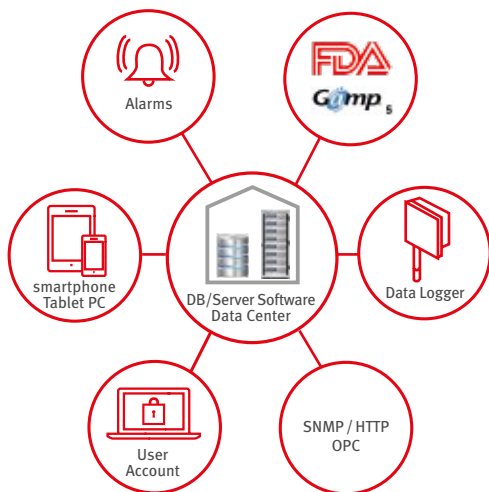 Alarms
FDA
GAmp 5
smartphone
Tablet PC
DB/Server Software
Data Center
Data Logger
User
Account
SNMP / HTTP
OPC